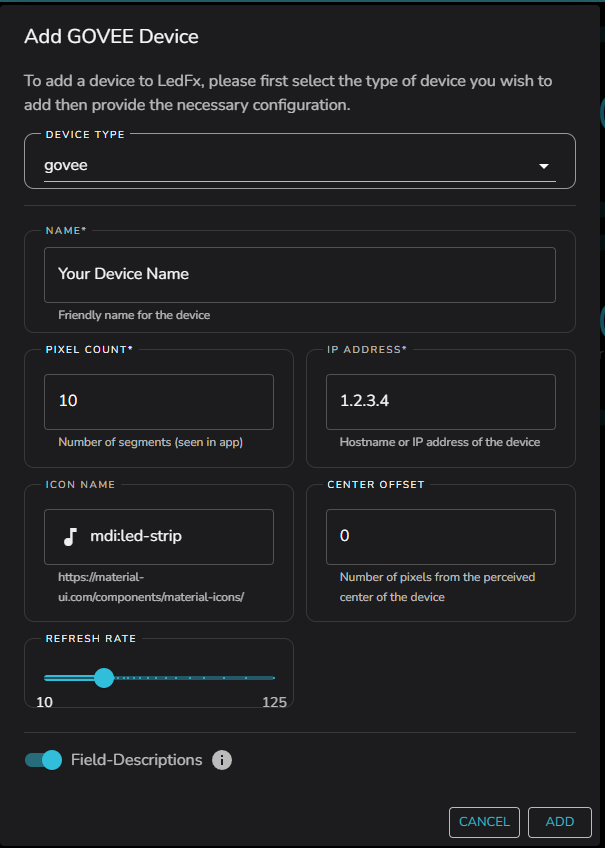 Add GOVEE Device
To add a device to LedFx, please first select the type of device you wish to
add then provide the necessary configuration.
DEVICE TYPE
govee
NAME*
Your Device Name
Friendly name for the device
PIXEL COUNT*
10
Number of segments (seen in app)
IP ADDRESS*
1.2.3.4
Hostname or IP address of the device
ICON NAME
mdi:led-strip
https://material-
ui.com/components/material-icons/
CENTER OFFSET
0
Number of pixels from the perceived
center of the device
REFRESH RATE
10 125
Field-Descriptions
CANCEL ADD